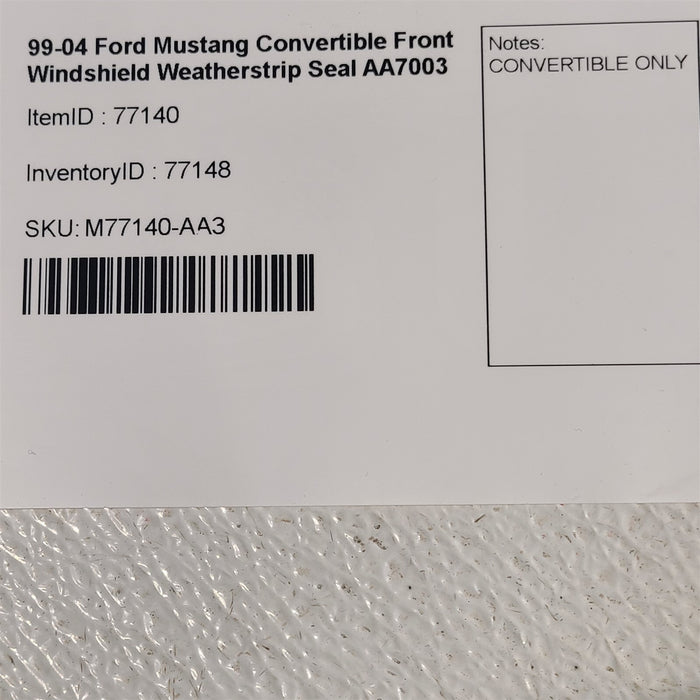 99-04 Ford Mustang Convertible Front
Windshield Weatherstrip Seal AA7003
ItemID : 77140
InventoryID : 77148
SKU: M77140-AA3
Notes:
CONVERTIBLE ONLY